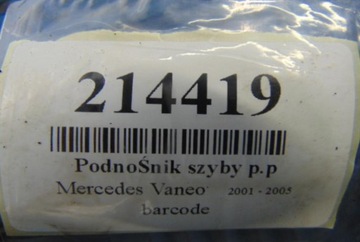 214419
PodnoŚnik szyby p.p
Mercedes Vaneo 2001 - 2005
barcode